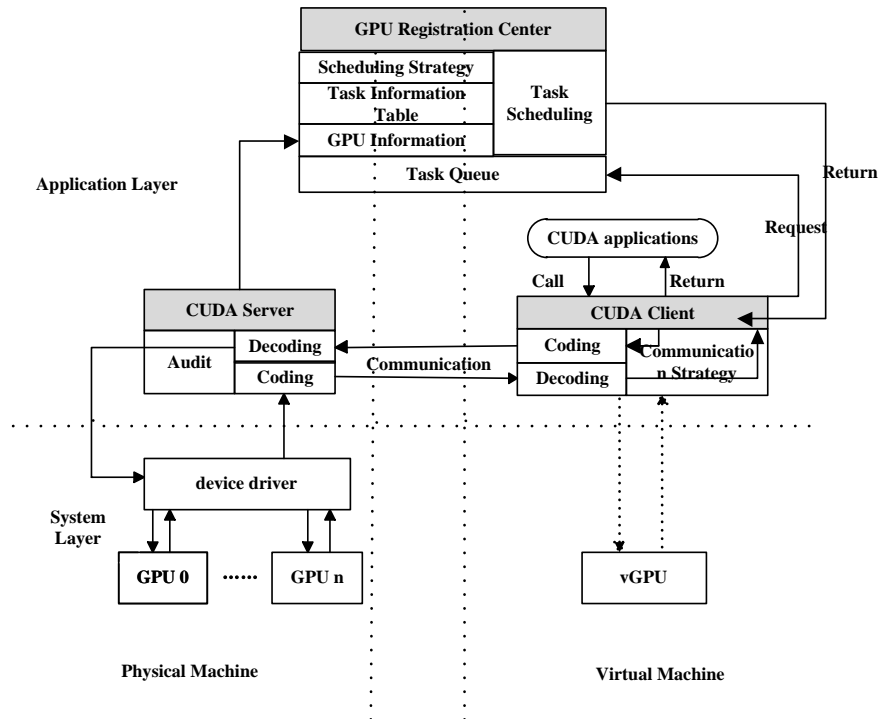 GPU Registration Center
Scheduling Strategy
Task Information
Table
GPU Information
Task
Scheduling
Task Queue
Application Layer
Return
Request
CUDA applications
Call
Return
CUDA Server
Audit
Decoding
Coding
Communication
CUDA Client
Coding
Decoding
Communicatio
n Strategy
device driver
System
Layer
GPU 0
......
GPU n
vGPU
Physical Machine
Virtual Machine